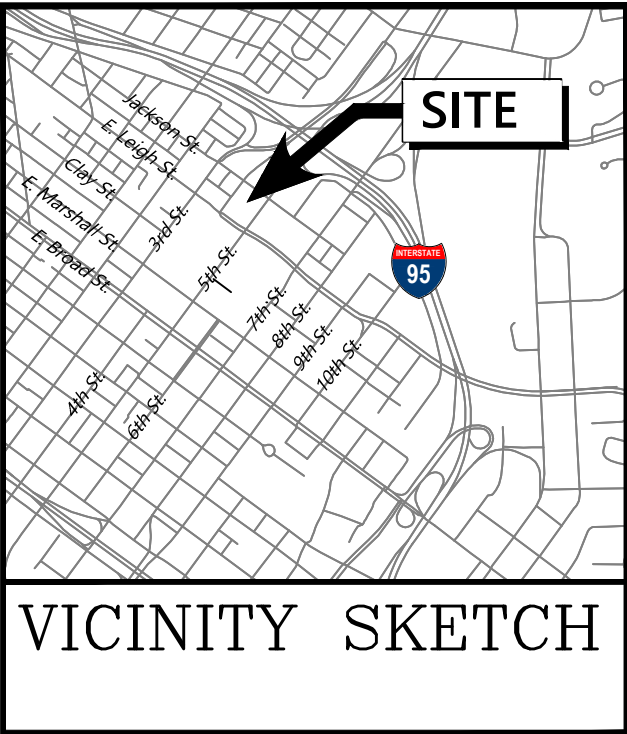 Jackson St.
SITE
E. Leigh St.
Clay St.
E. Marshall St
3rd St.
E. Broad St.
5th St.
INTERSTATE
95
7th St.
8th St.
9th St.
10th St.
4th St.
6th St.
VICINITY SKETCH